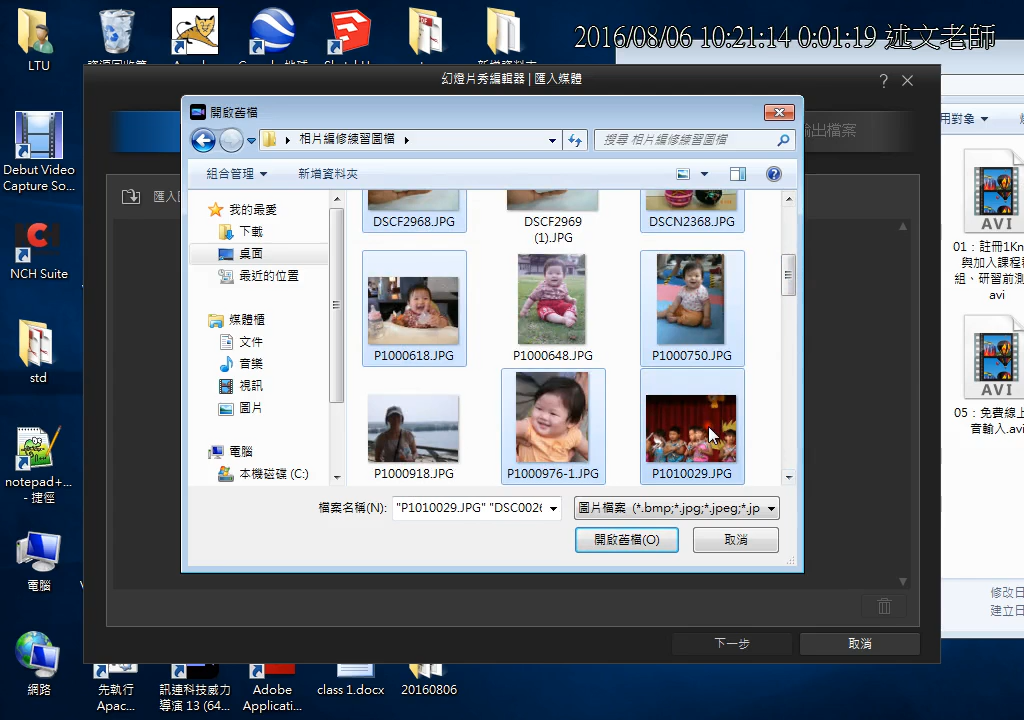 2016/08/06 10:21:14 0:01:19 述文老師
LTU
Debut Video
Capture So...
NCH Suite
std
notepad+...
- 捷徑
電腦
網路
幻燈片秀編輯器 | 匯入媒體
?
輸出檔案
開啟舊檔
相片編修練習圖檔
搜尋 相片編修練習圖檔
組合管理
新增資料夾
我的最愛
下載
桌面
最近的位置
媒體櫃
文件
音樂
視訊
圖片
電腦
本機磁碟 (C:)
DSCF2968.JPG
DSCF2969
(1).JPG
DSCN2368.JPG
P1000618.JPG
P1000648.JPG
P1000750.JPG
P1000918.JPG
P1000976-1.JPG
P1010029.JPG
檔案名稱(N):
"P1010029.JPG" "DSC0026
圖片檔案 (*.bmp;*.jpg;*.jpeg;*.jp
開啟舊檔(O)
取消
匯入
下一步
取消
用對象
AVI
01：註冊1Kn
與加入課程
組、研習前測
avi
AVI
05：免費線上
音輸入.avi
修改日
建立日
先執行
Apac...
訊連科技威力
導演 13 (64...
Adobe
Applicati...
class 1.docx
20160806